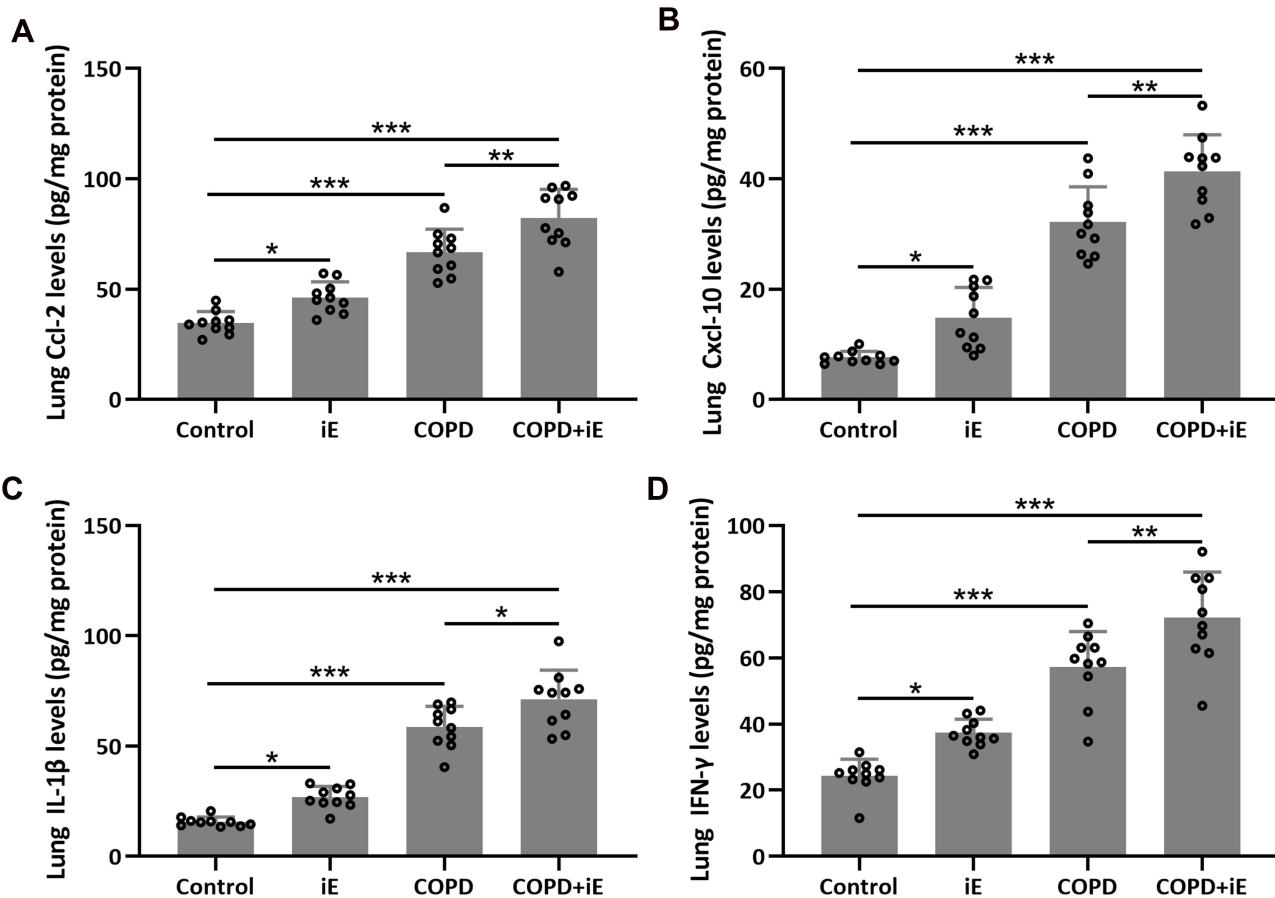 A
Lung Ccl-2 levels (pg/mg protein)
150
100
50
0
***
**
***
*
Control iE COPD COPD+iE
B
Lung Cxcl-10 levels (pg/mg protein)
60
40
20
0
***
**
***
*
Control iE COPD COPD+iE
C
Lung IL-1β levels (pg/mg protein)
150
100
50
0
***
*
***
*
Control iE COPD COPD+iE
D
Lung IFN-γ levels (pg/mg protein)
100
80
60
40
20
0
***
**
***
*
Control iE COPD COPD+iE